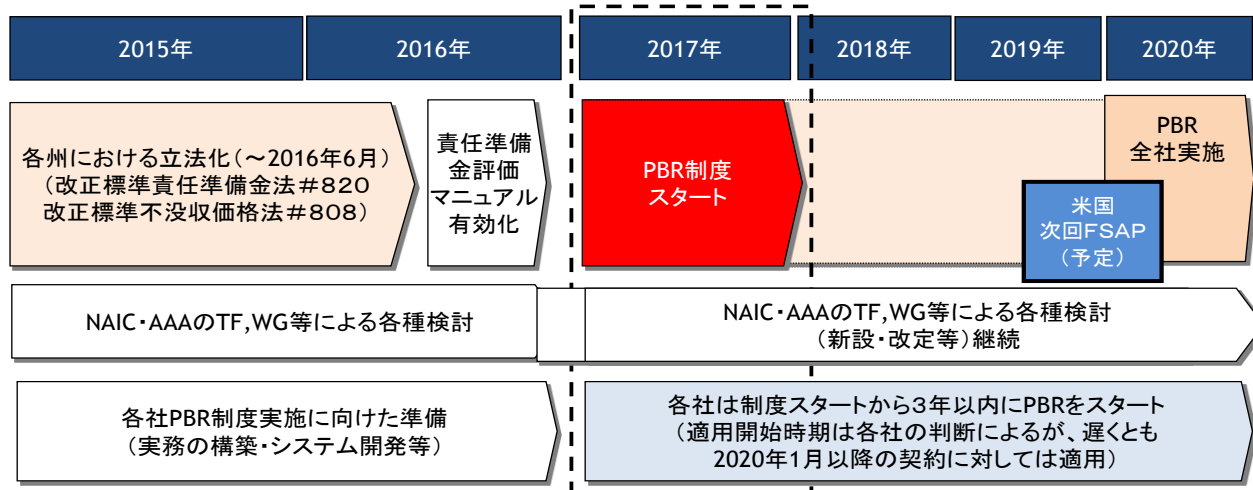 2015年
2016年
2017年
2018年
2019年
2020年
各州における立法化(～2016年6月)
(改正標準責任準備金法＃820
改正標準不没収価格法＃808)
責任準備
金評価
マニュアル
有効化
PBR制度
スタート
PBR
全社実施
米国
次回FSAP
(予定)
NAIC・AAAのTF,WG等による各種検討
NAIC・AAAのTF,WG等による各種検討
(新設・改定等)継続
各社PBR制度実施に向けた準備
(実務の構築・システム開発等)
各社は制度スタートから3年以内にPBRをスタート
(適用開始時期は各社の判断によるが、遅くとも
2020年1月以降の契約に対しては適用)